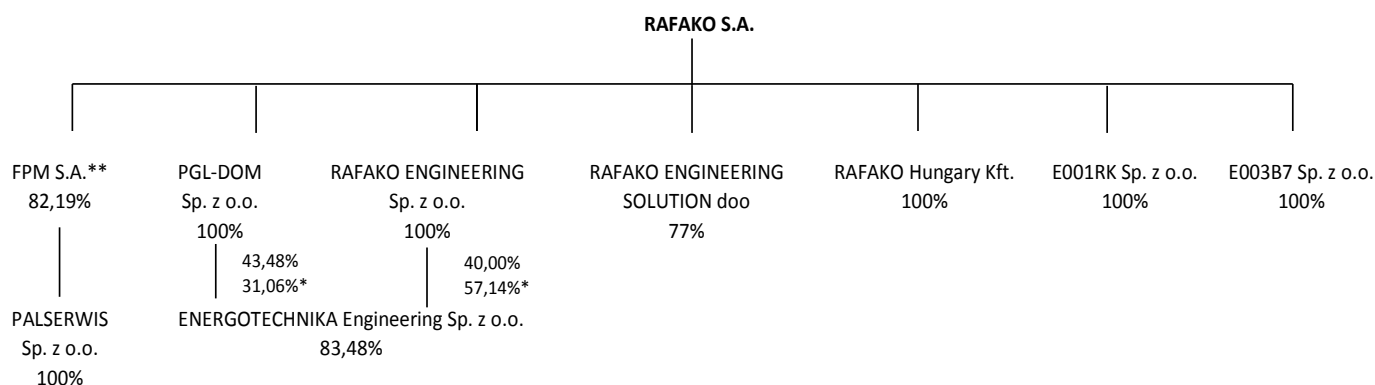 RAFAKO S.A.
FPM S.A.**
82,19%
PGL-DOM
Sp. z o.o.
100%
RAFAKO ENGINEERING
Sp. z o.o.
100%
RAFAKO ENGINEERING
SOLUTION doo
77%
RAFAKO Hungary Kft.
100%
E001RK Sp. z o.o.
100%
E003B7 Sp. z o.o.
100%
43,48%
31,06%*
40,00%
57,14%*
PALSERWIS
Sp. z o.o.
100%
ENERGOTECHNIKA Engineering Sp. z o.o.
83,48%